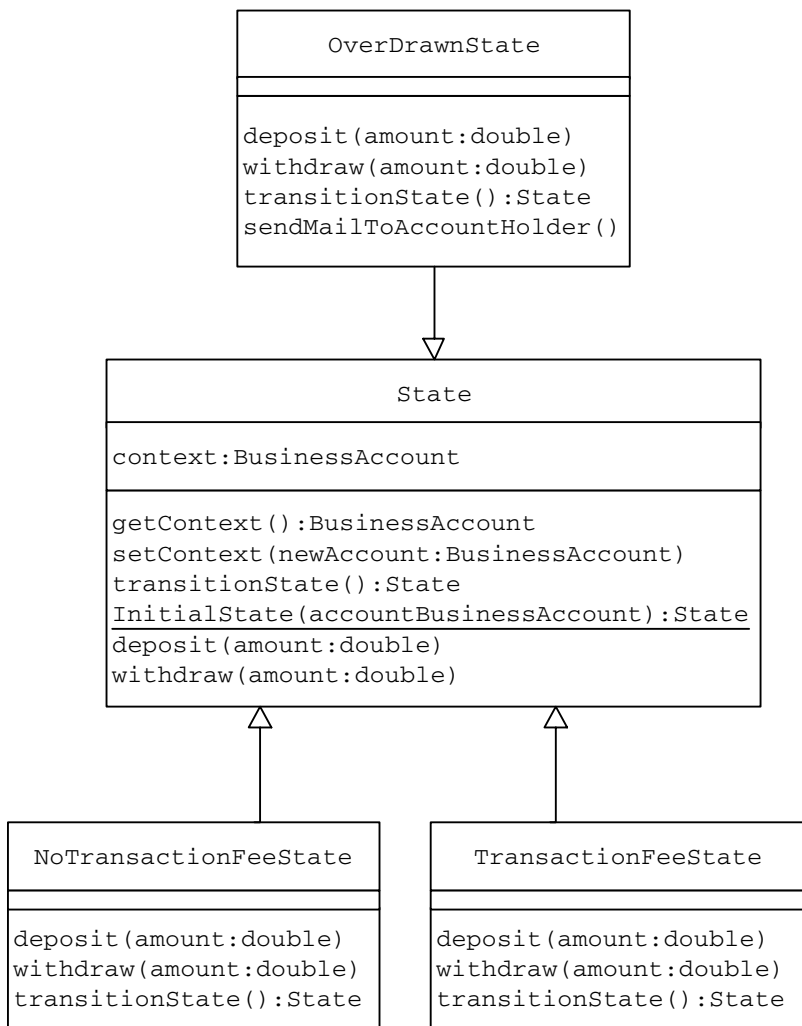 OverDrawnState
deposit(amount:double)
withdraw(amount:double)
transitionState():State
sendMailToAccountHolder()
State
context:BusinessAccount
getContext():BusinessAccount
setContext(newAccount:BusinessAccount)
transitionState():State
InitialState(accountBusinessAccount):State
deposit(amount:double)
withdraw(amount:double)
NoTransactionFeeState
deposit(amount:double)
withdraw(amount:double)
transitionState():State
TransactionFeeState
deposit(amount:double)
withdraw(amount:double)
transitionState():State